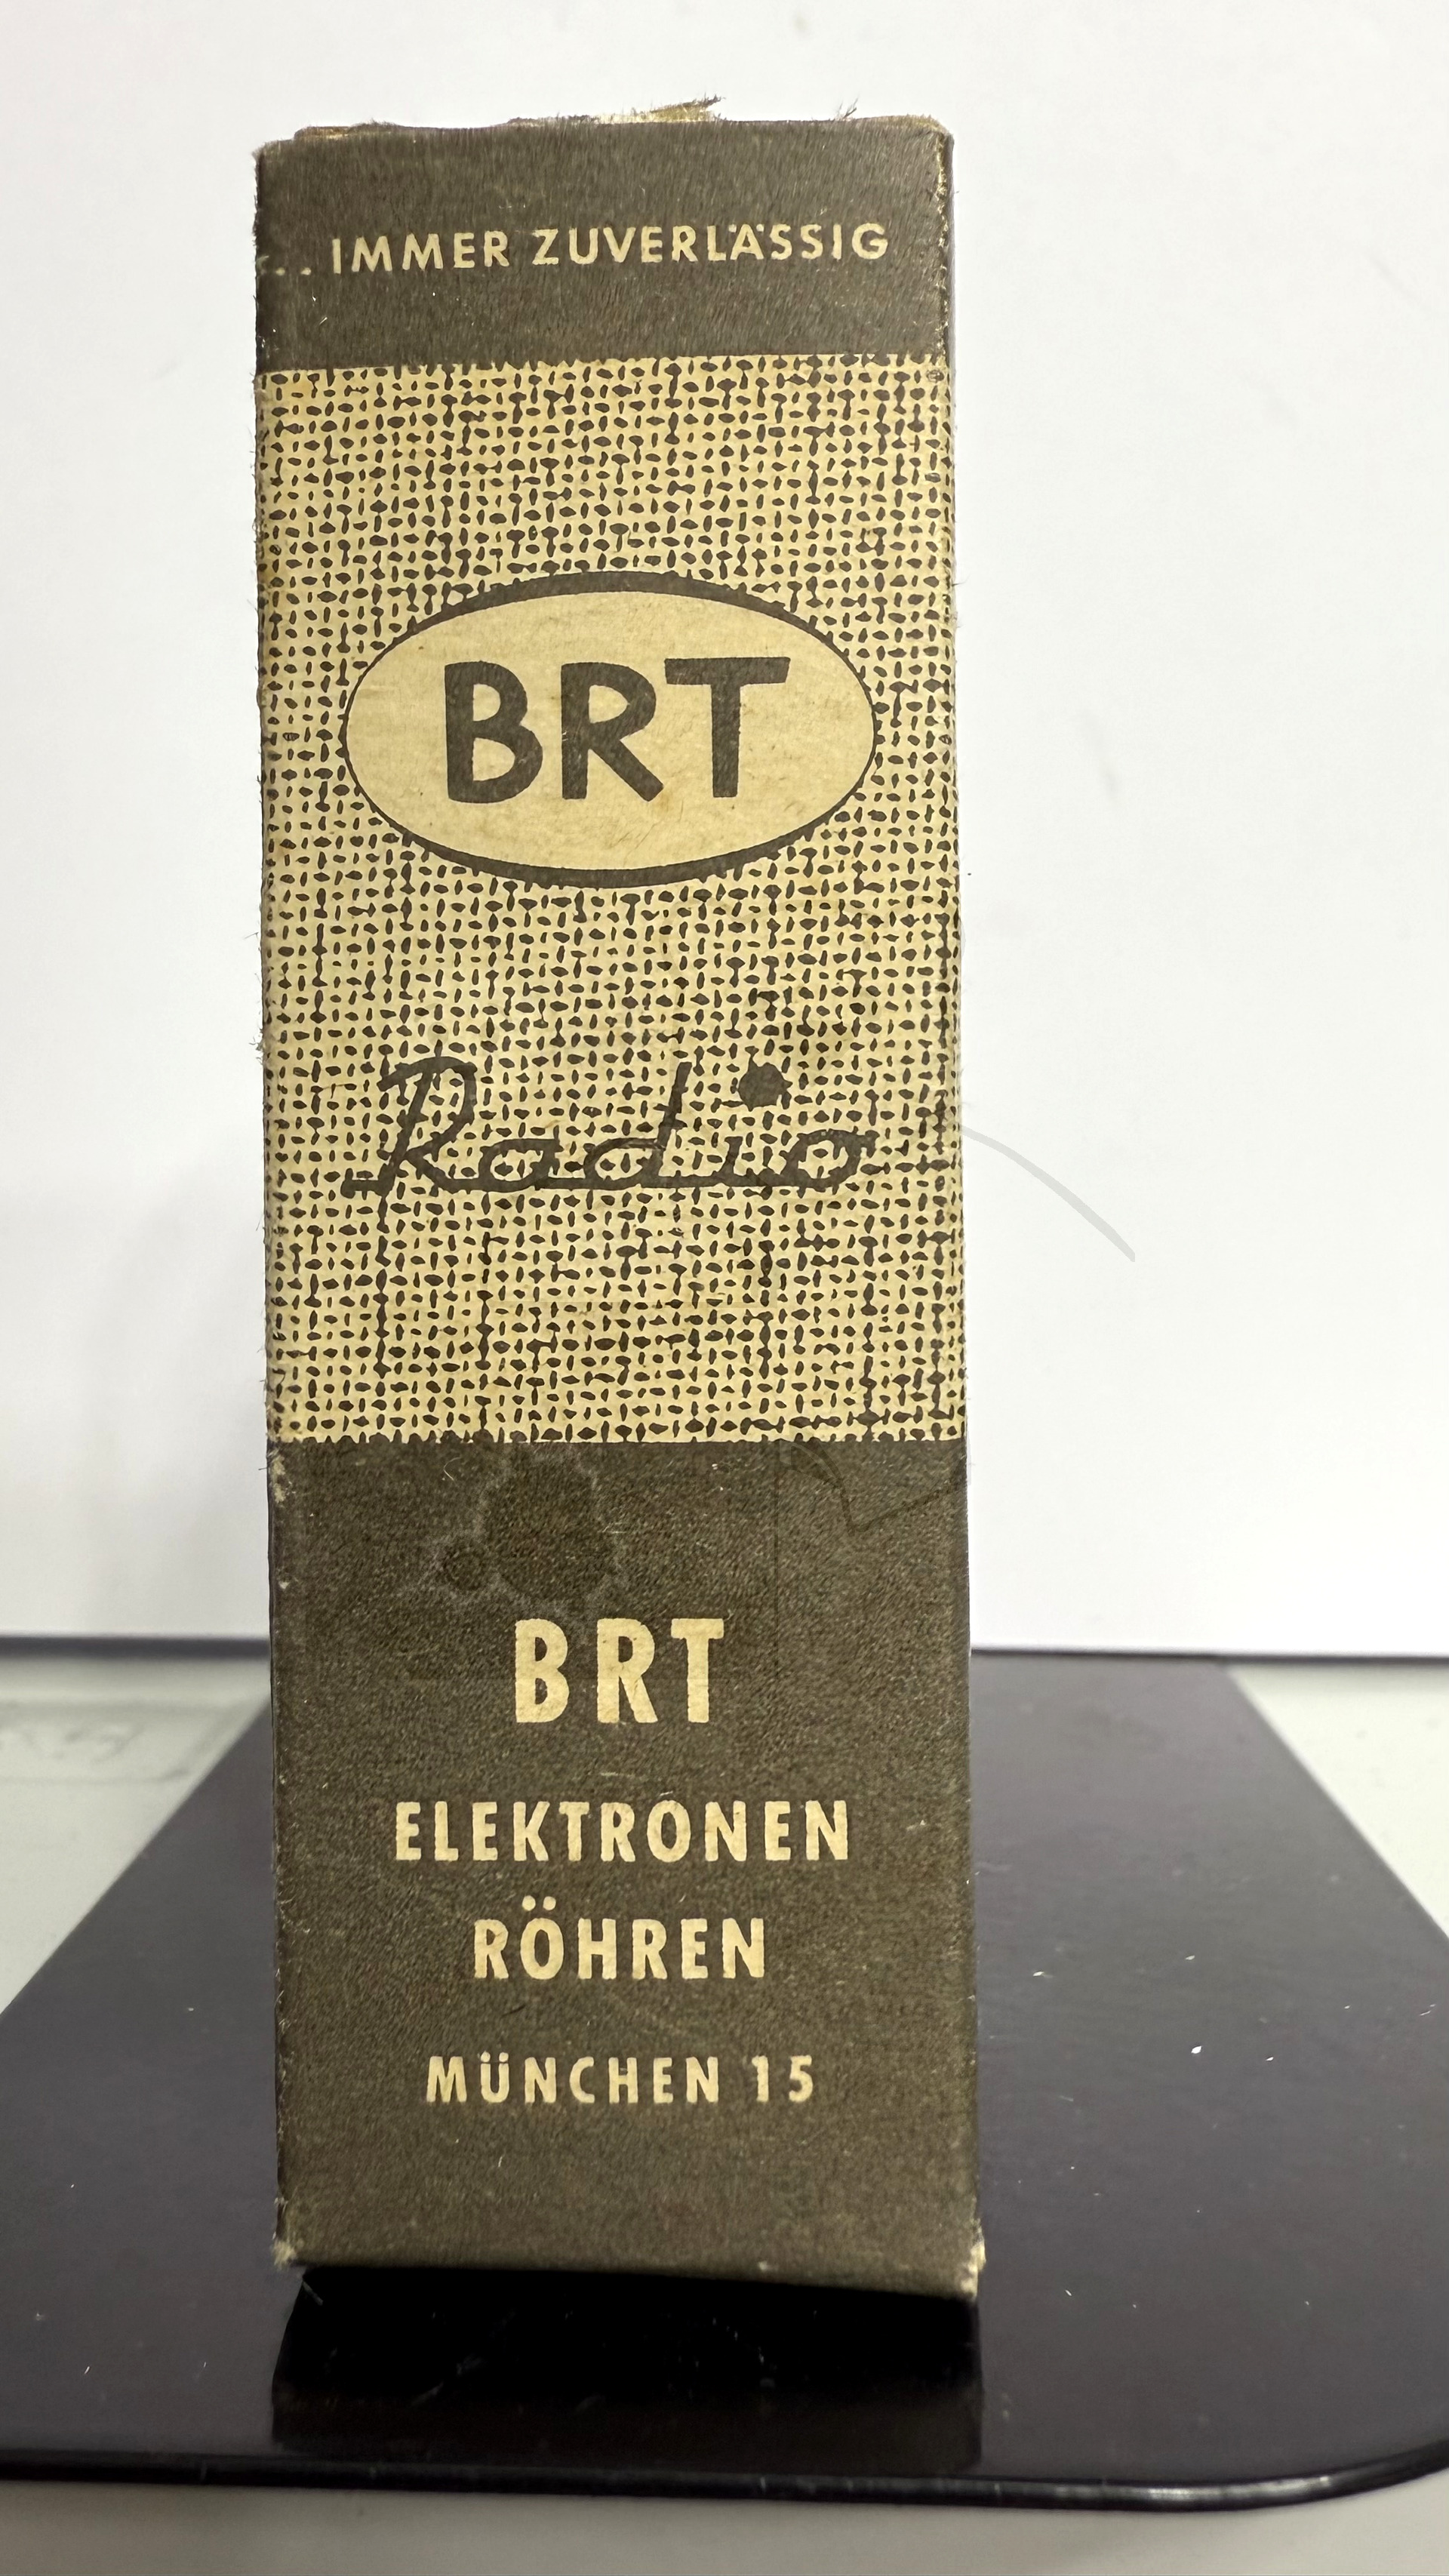 .. IMMER ZUVERLÄSSIG
BRT
Radio
BRT
ELEKTRONEN
RÖHREN
MÜNCHEN 15